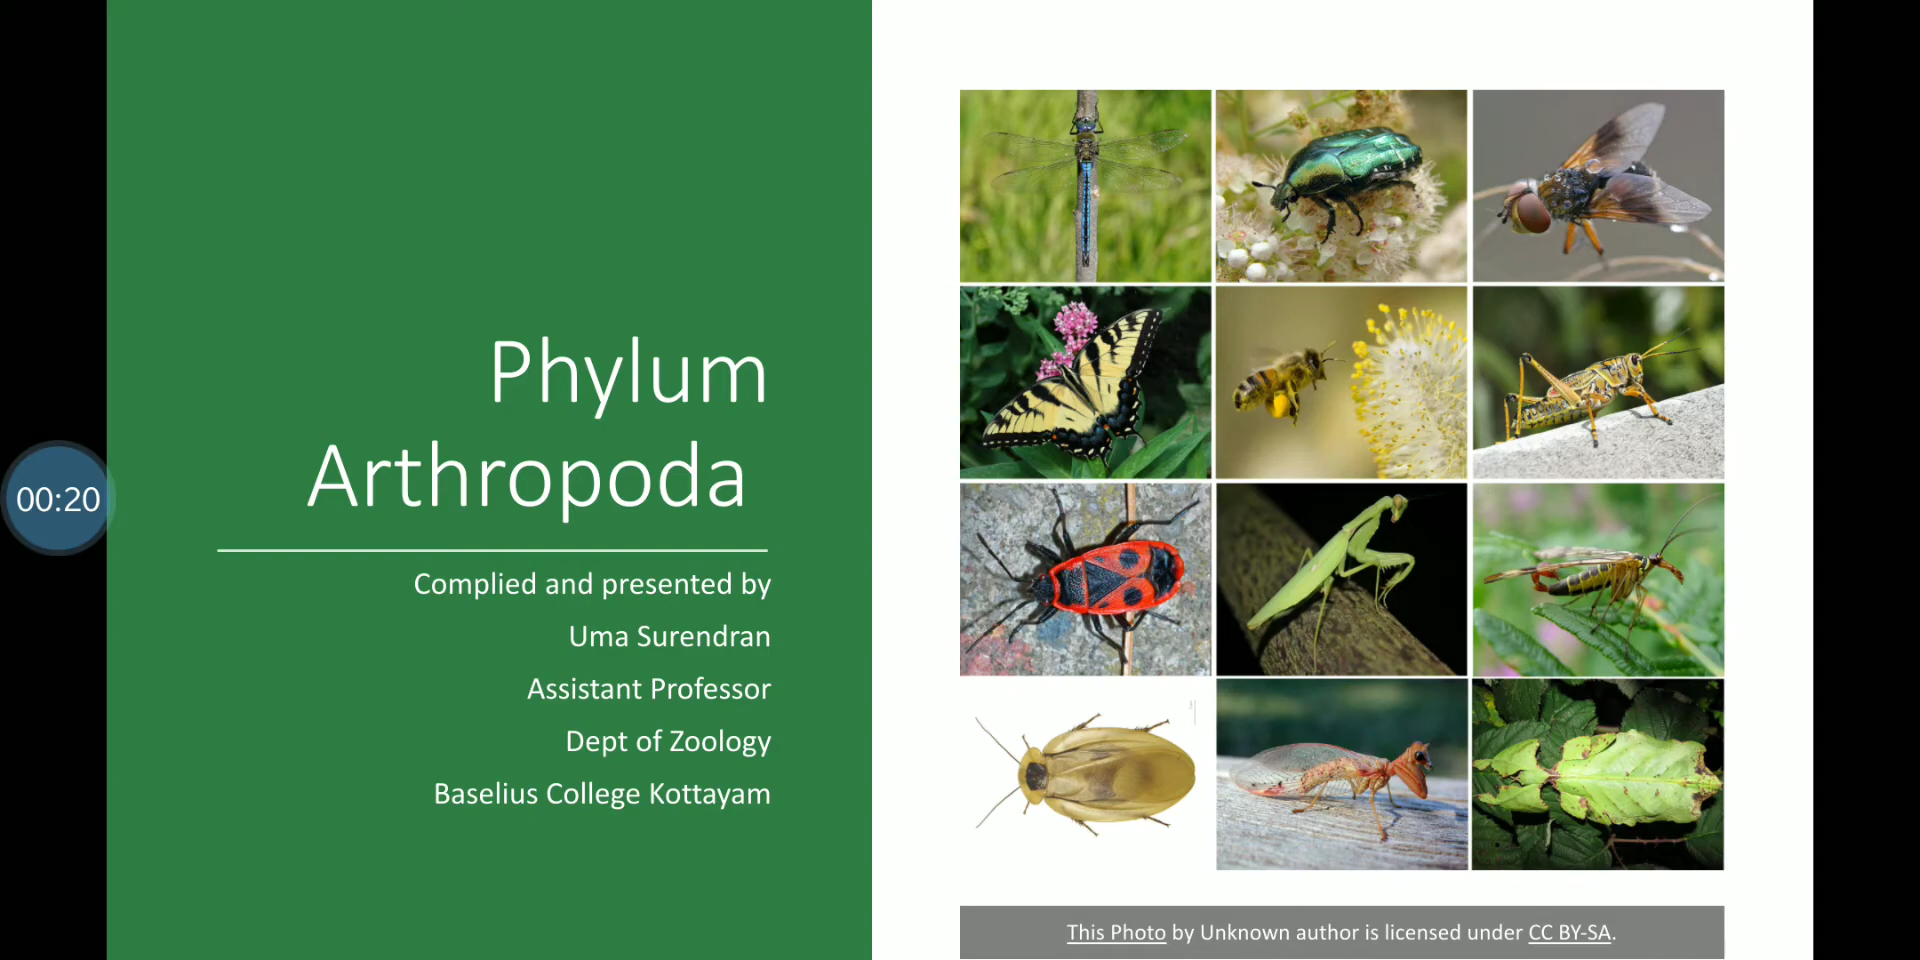 Phylum
Arthropoda
00:20
Complied and presented by
Uma Surendran
Assistant Professor
Dept of Zoology
Baselius College Kottayam
This Photo by Unknown author is licensed under CC BY-SA.